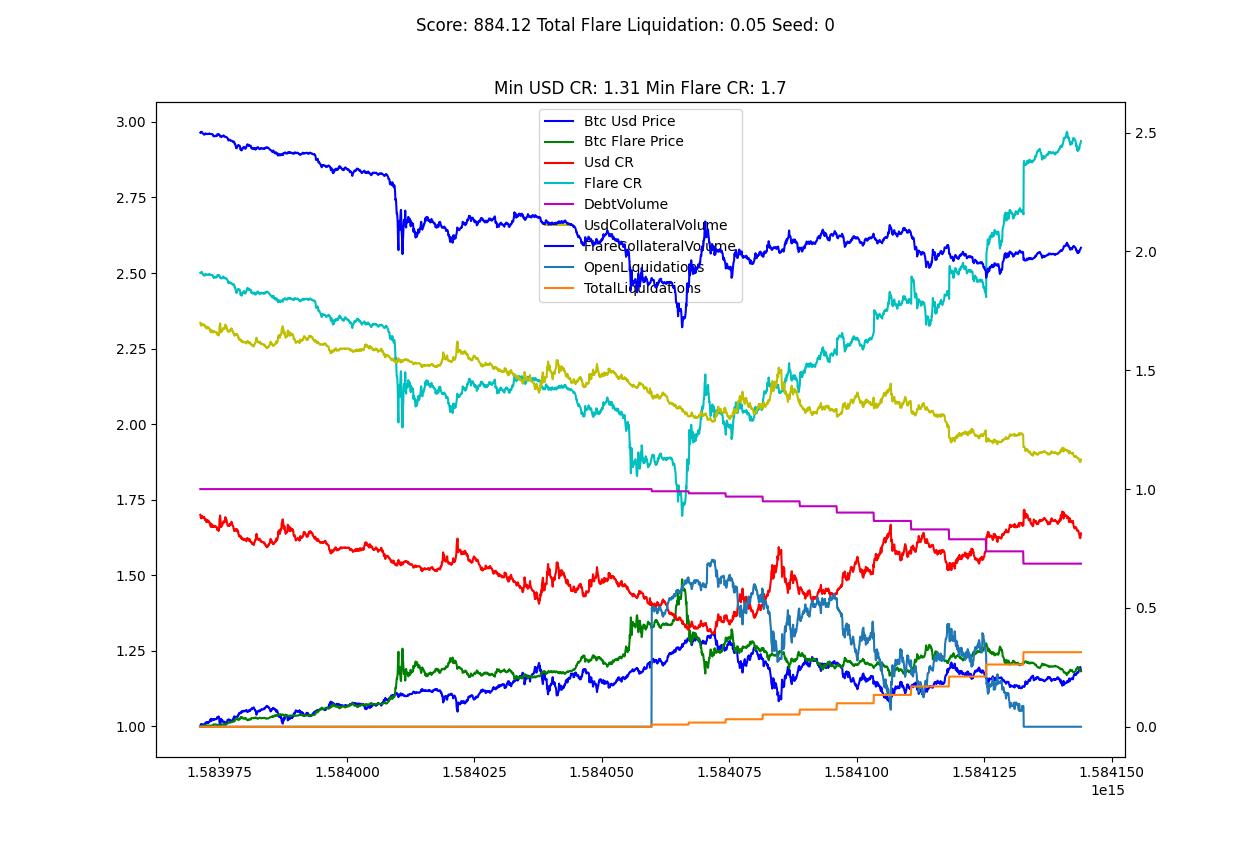 Score: 884.12 Total Flare Liquidation: 0.05 Seed: 0
Min USD CR: 1.31 Min Flare CR: 1.7
Btc Usd Price
Btc Flare Price
Usd CR
Flare CR
DebtVolume
UsdCollateralVolume
FlareCollateralVolume
OpenLiquidations
TotalLiquidations
3.00
2.75
2.50
2.25
2.00
1.75
1.50
1.25
1.00
2.5
2.0
1.5
1.0
0.5
0.0
1.583975 1.584000 1.584025 1.584050 1.584075 1.584100 1.584125 1.584150
1e15